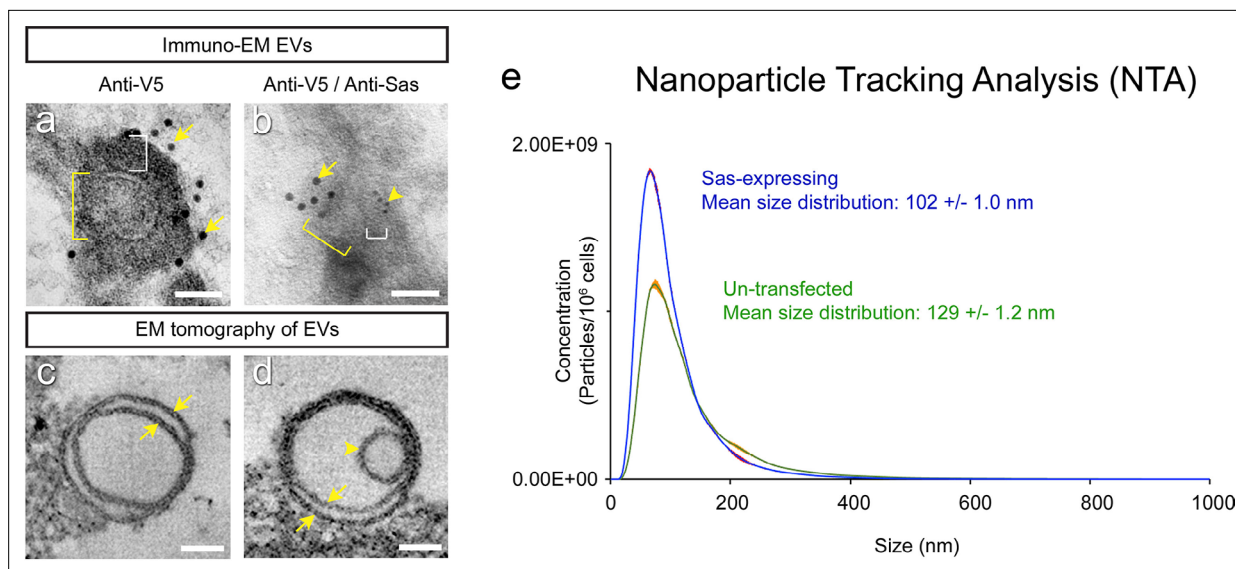 Immuno-EM EVs
Anti-V5
Anti-V5 / Anti-Sas
a
b
EM tomography of EVs
c
d
e
Nanoparticle Tracking Analysis (NTA)
2.00E+09
0.00E+00
Concentration
(Particles/10⁶ cells)
Sas-expressing
Mean size distribution: 102 +/- 1.0 nm
Un-transfected
Mean size distribution: 129 +/- 1.2 nm
0
200
400
600
800
1000
Size (nm)